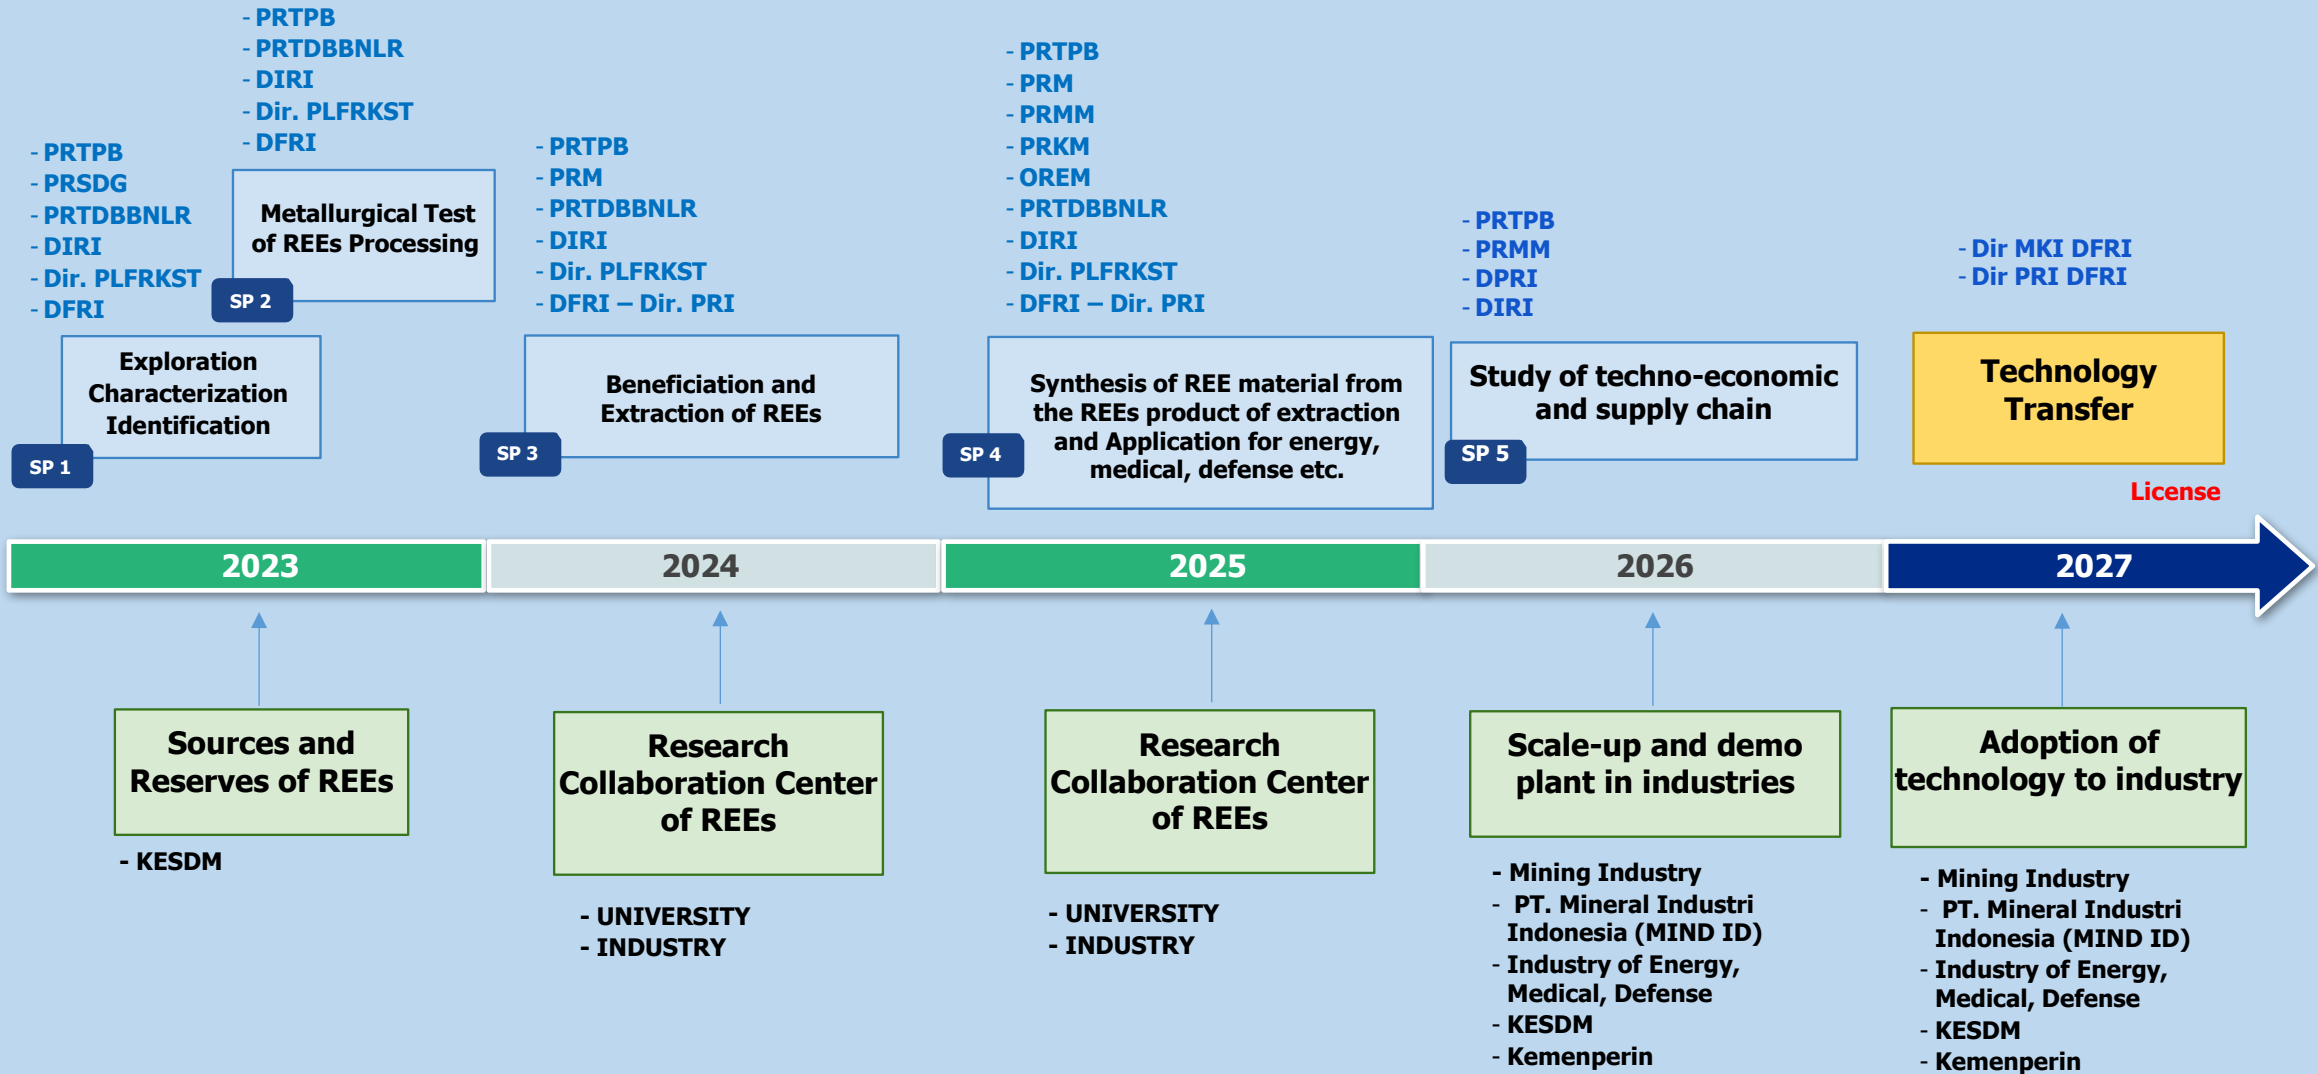 - PRTPB
- PRSDG
- PRTDBBNLR
- DIRI
- Dir. PLFRKST
- DFRI
Exploration
Characterization
Identification
SP 1
- PRTPB
- PRTDBBNLR
- DIRI
- Dir. PLFRKST
- DFRI
Metallurgical Test
of REEs Processing
SP 2
- PRTPB
- PRM
- PRTDBBNLR
- DIRI
- Dir. PLFRKST
- DFRI – Dir. PRI
Beneficiation and
Extraction of REEs
SP 3
- PRTPB
- PRM
- PRMM
- PRKM
- OREM
- PRTDBBNLR
- DIRI
- Dir. PLFRKST
- DFRI – Dir. PRI
Synthesis of REE material from
the REEs product of extraction
and Application for energy,
medical, defense etc.
SP 4
- PRTPB
- PRMM
- DPRI
- DIRI
Study of techno-economic
and supply chain
SP 5
- Dir MKI DFRI
- Dir PRI DFRI
Technology
Transfer
License
2023
2024
2025
2026
2027
Sources and
Reserves of REEs
- KESDM
Research
Collaboration Center
of REEs
- UNIVERSITY
- INDUSTRY
Research
Collaboration Center
of REEs
- UNIVERSITY
- INDUSTRY
Scale-up and demo
plant in industries
- Mining Industry
- PT. Mineral Industri
Indonesia (MIND ID)
- Industry of Energy,
Medical, Defense
- KESDM
- Kemenperin
Adoption of
technology to industry
- Mining Industry
- PT. Mineral Industri
Indonesia (MIND ID)
- Industry of Energy,
Medical, Defense
- KESDM
- Kemenperin